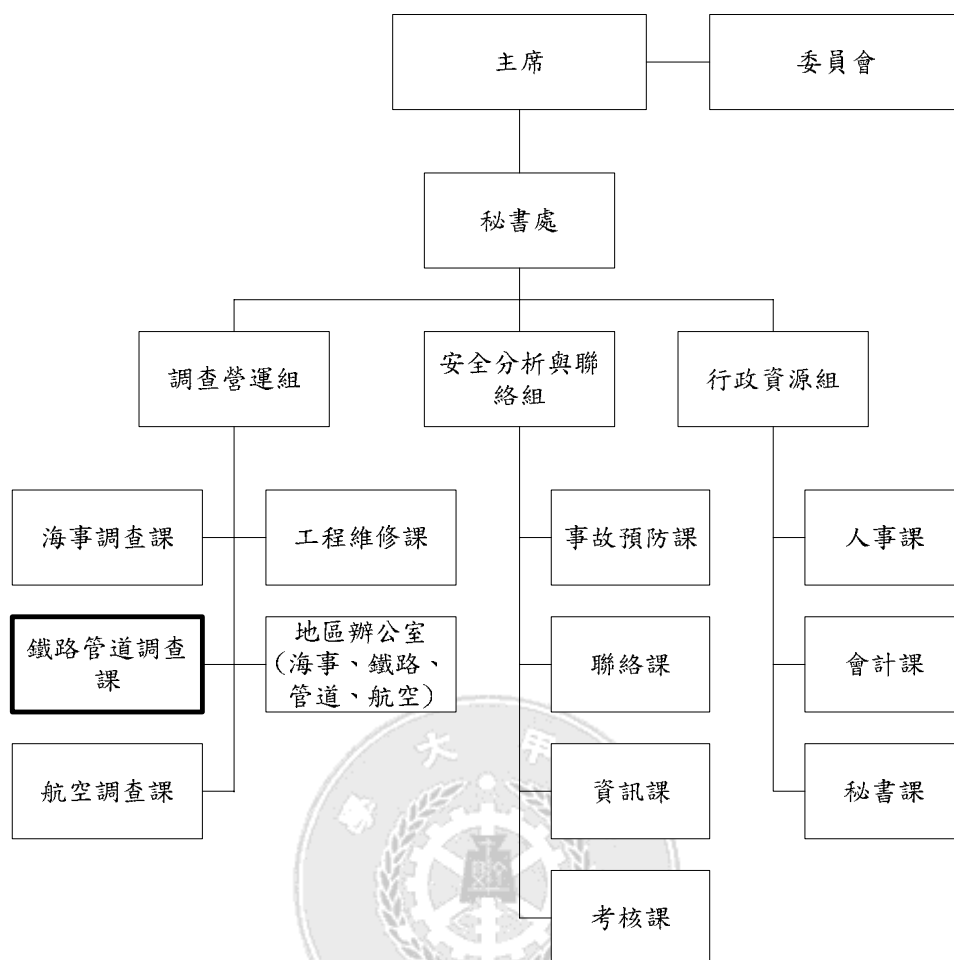 主席
委員會
秘書處
調查營運組
安全分析與聯
絡組
行政資源組
海事調查課
工程維修課
事故預防課
人事課
鐵路管道調查
課
地區辦公室
(海事、鐵路、
管道、航空)
聯絡課
會計課
航空調查課
資訊課
秘書課
考核課
大
甲